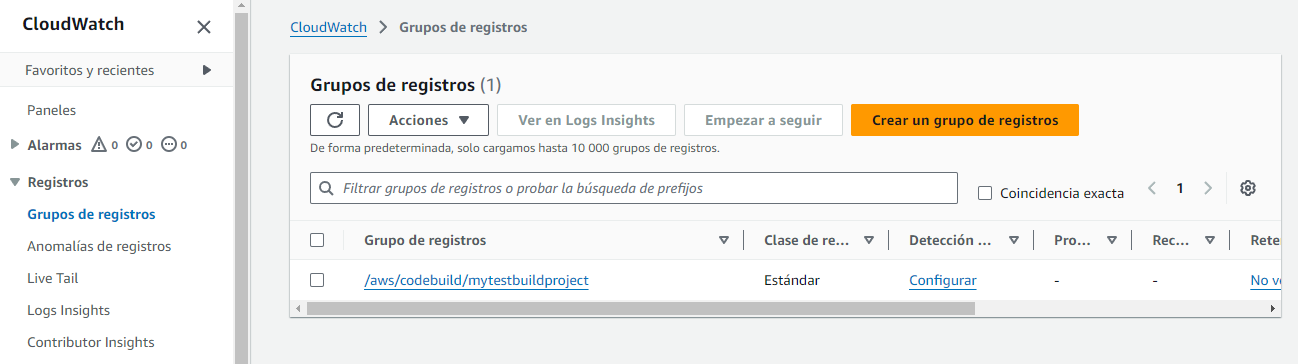 CloudWatch
Favoritos y recientes
Paneles
Alarmas 0 0 0
Registros
Grupos de registros
Anomalías de registros
Live Tail
Logs Insights
Contributor Insights
CloudWatch > Grupos de registros
Grupos de registros (1)
Acciones Ver en Logs Insights Empezar a seguir Crear un grupo de registros
De forma predeterminada, solo cargamos hasta 10 000 grupos de registros.
Filtrar grupos de registros o probar la búsqueda de prefijos Coincidencia exacta 1
Grupo de registros Clase de re... Detección ... Pro... Rec... Rete
/aws/codebuild/mytestbuildproject Estándar Configurar - - No v